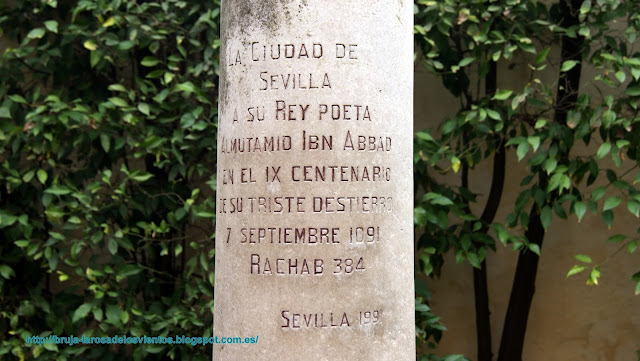 LA CIUDAD DE
SEVILLA
A SU REY POETA
ALMUTAMID IBN ABBAD
EN EL IX CENTENARIO
DE SU TRISTE DESTIERRO
7 SEPTIEMBRE 1091
RACHAB 384
SEVILLA 199
http://bruja-larosadelosvientos.blogspot.com.es/